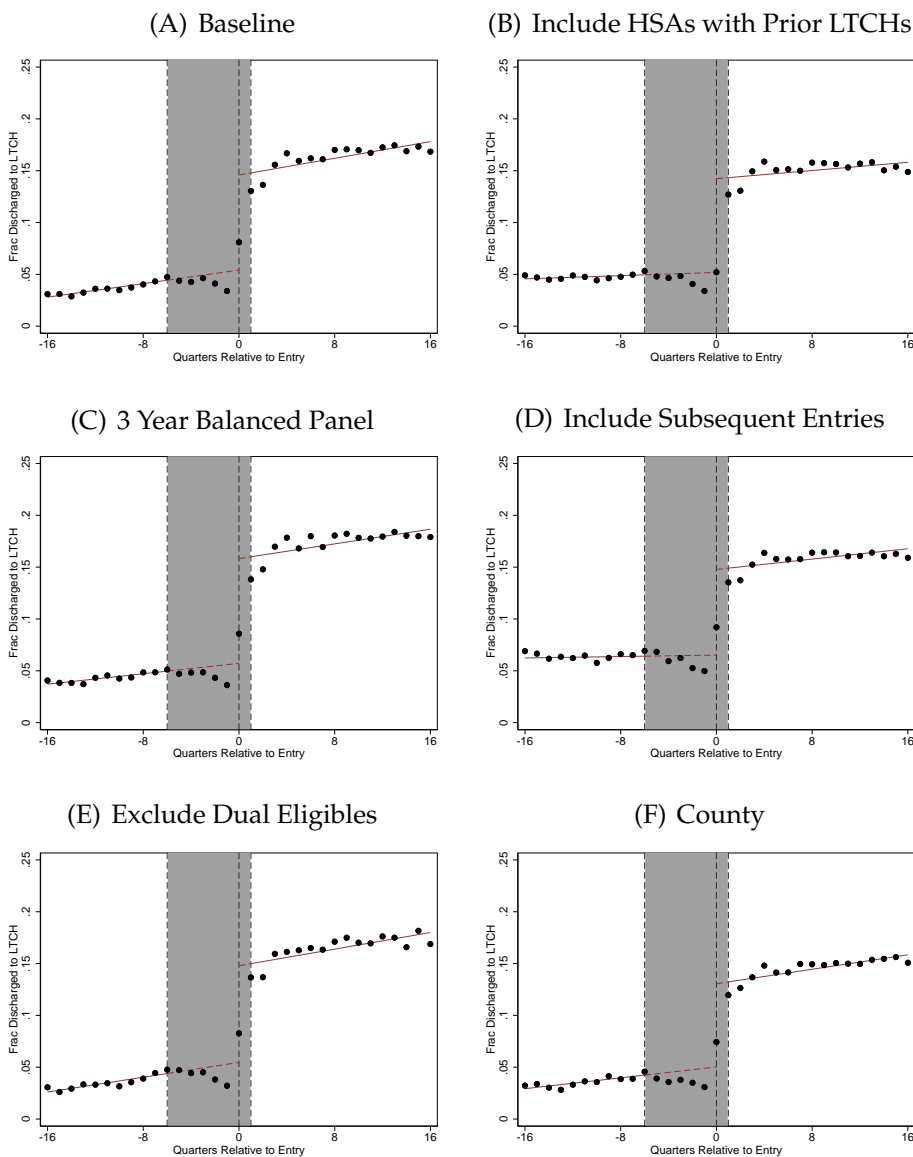 (A) Baseline
Frac Discharged to LTCH
.25
.2
.15
.1
.05
0
-16 -8 0 8 16
Quarters Relative to Entry
(B) Include HSAs with Prior LTCHs
Frac Discharged to LTCH
.25
.2
.15
.1
.05
0
-16 -8 0 8 16
Quarters Relative to Entry
(C) 3 Year Balanced Panel
Frac Discharged to LTCH
.25
.2
.15
.1
.05
0
-16 -8 0 8 16
Quarters Relative to Entry
(D) Include Subsequent Entries
Frac Discharged to LTCH
.25
.2
.15
.1
.05
0
-16 -8 0 8 16
Quarters Relative to Entry
(E) Exclude Dual Eligibles
Frac Discharged to LTCH
.25
.2
.15
.1
.05
0
-16 -8 0 8 16
Quarters Relative to Entry
(F) County
Frac Discharged to LTCH
.25
.2
.15
.1
.05
0
-16 -8 0 8 16
Quarters Relative to Entry